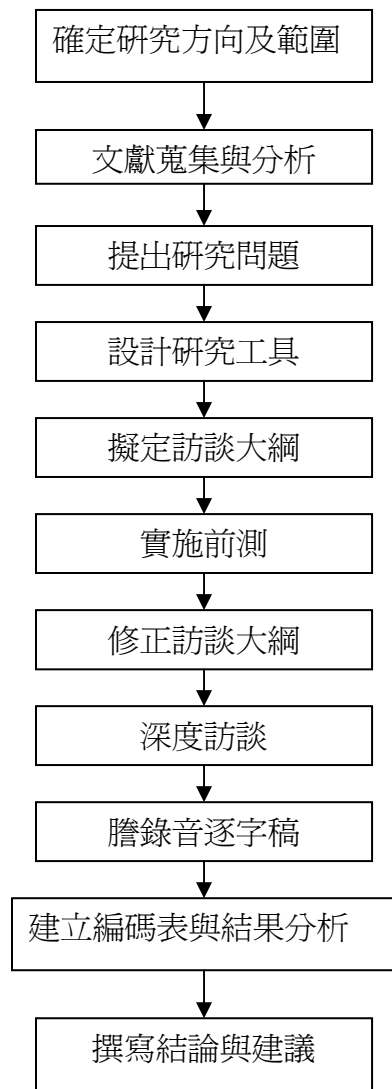 確定研究方向及範圍
文獻蒐集與分析
提出研究問題
設計研究工具
擬定訪談大綱
實施前測
修正訪談大綱
深度訪談
謄錄音逐字稿
建立編碼表與結果分析
撰寫結論與建議